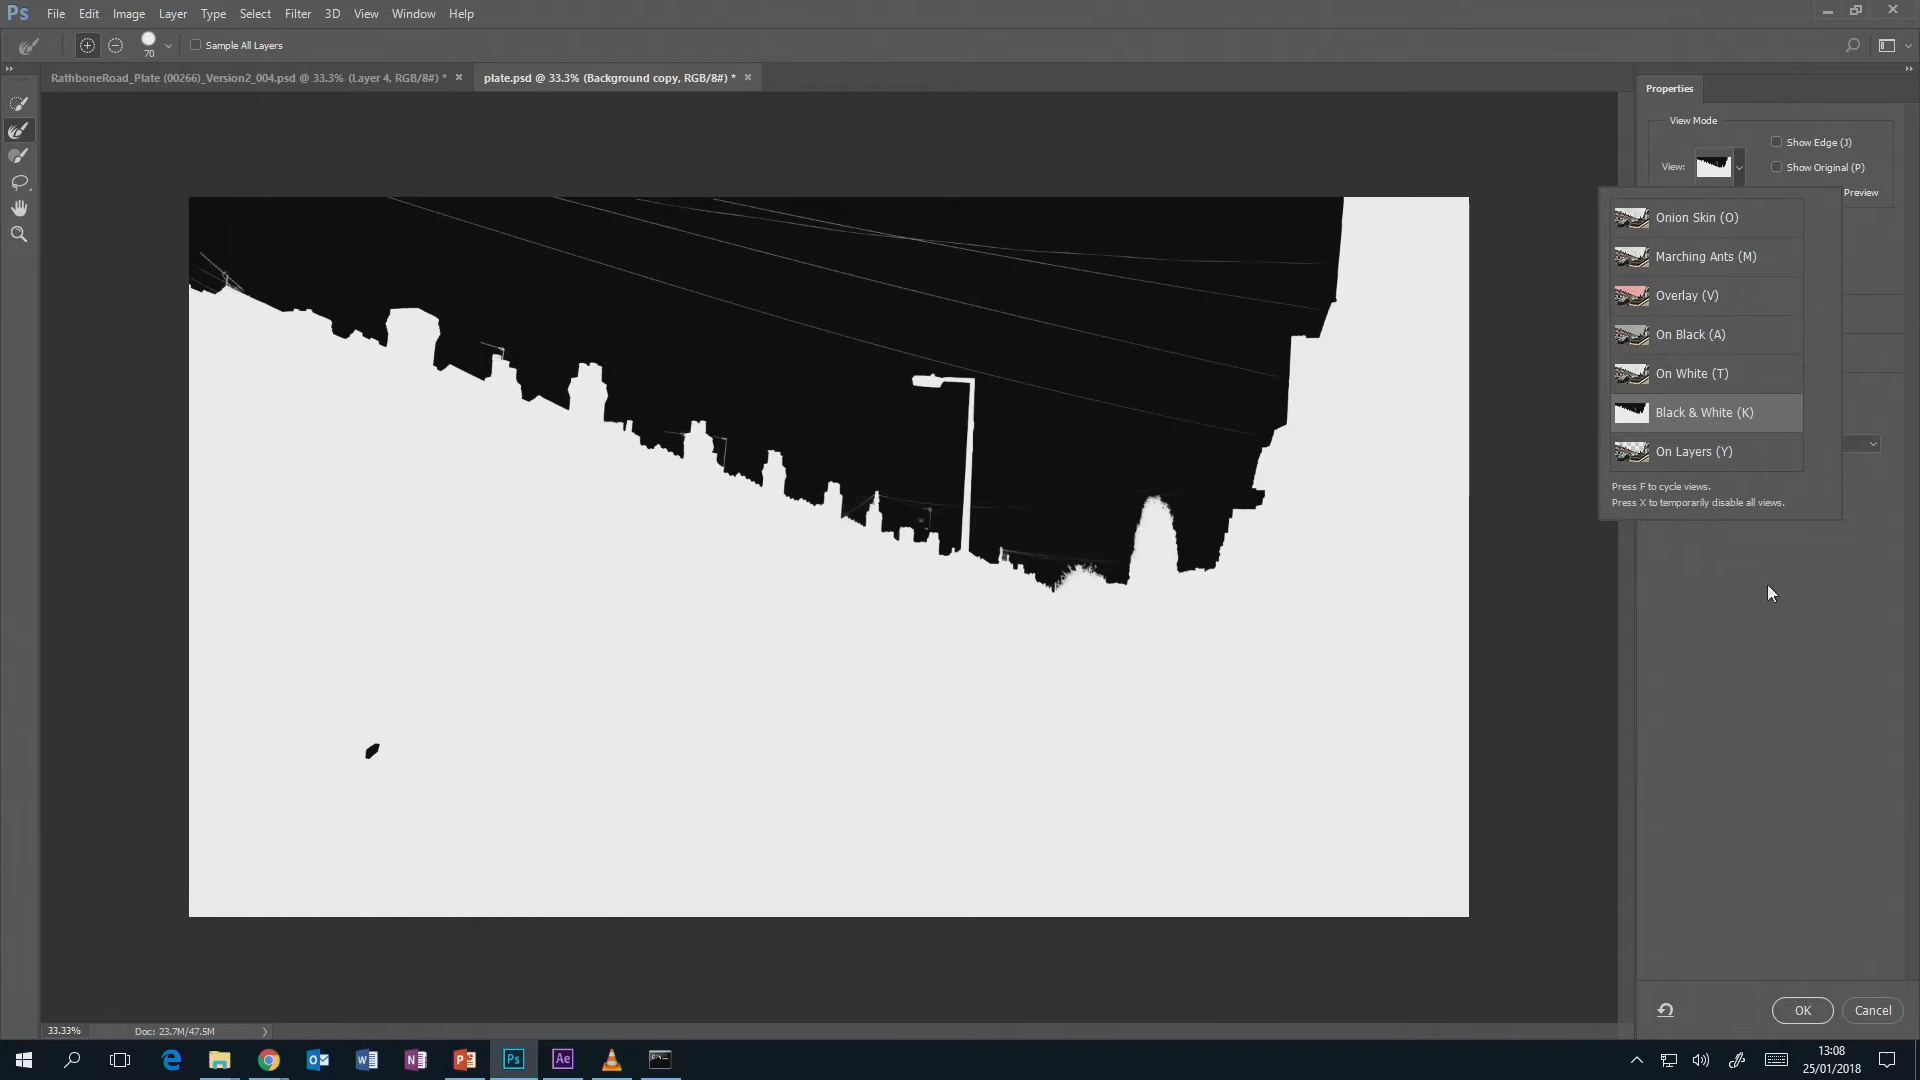 Ps File Edit Image Layer Type Select Filter 3D View Window Help
70 Sample All Layers
RathboneRoad_Plate (00266)_Version2_004.psd @ 33.3% (Layer 4, RGB/8#) * × plate.psd @ 33.3% (Background copy, RGB/8#) * ×
Properties
View Mode
Show Edge (J)
View:
Show Original (P)
Preview
Onion Skin (O)
Marching Ants (M)
Overlay (V)
On Black (A)
On White (T)
Black & White (K)
On Layers (Y)
Press F to cycle views.
Press X to temporarily disable all views.
OK Cancel
33.33% Doc: 23.7M/47.5M
Ps Ae
13:08
25/01/2018